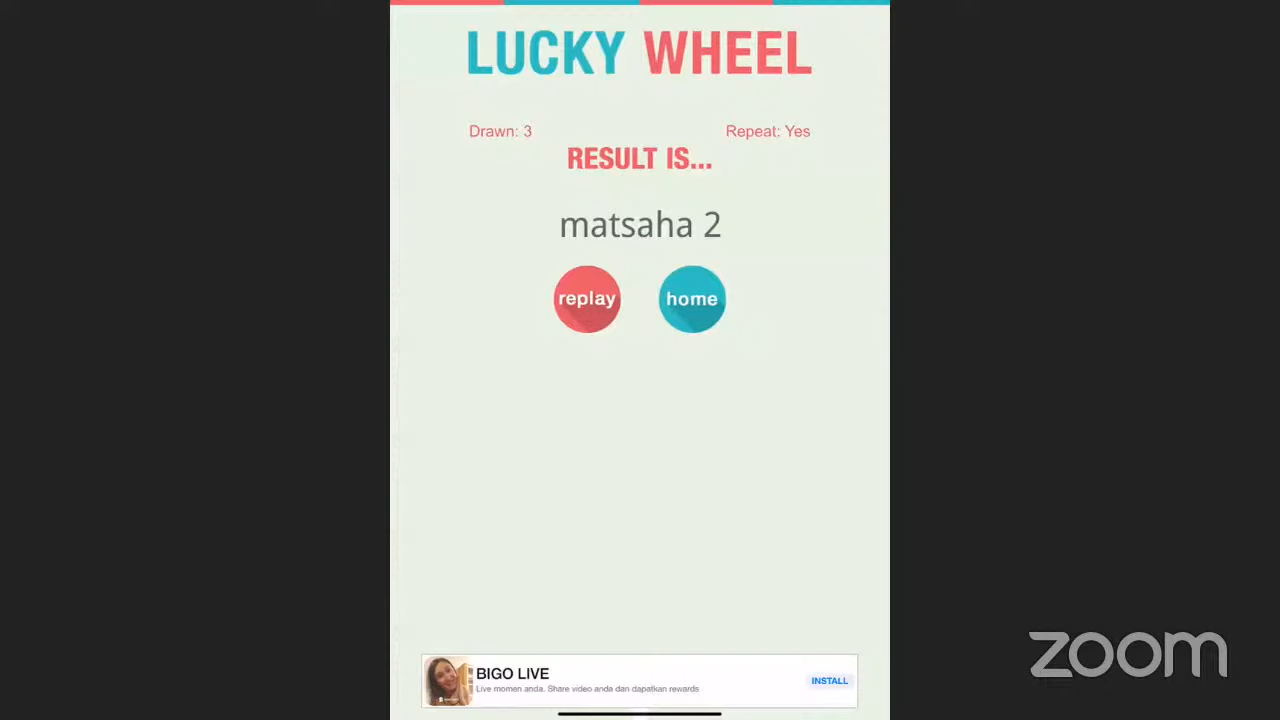 LUCKY WHEEL
Drawn: 3 Repeat: Yes
RESULT IS...
matsaha 2
replay home
BIGO LIVE
Live momen anda. Share video anda dan dapatkan rewards
INSTALL
zoom